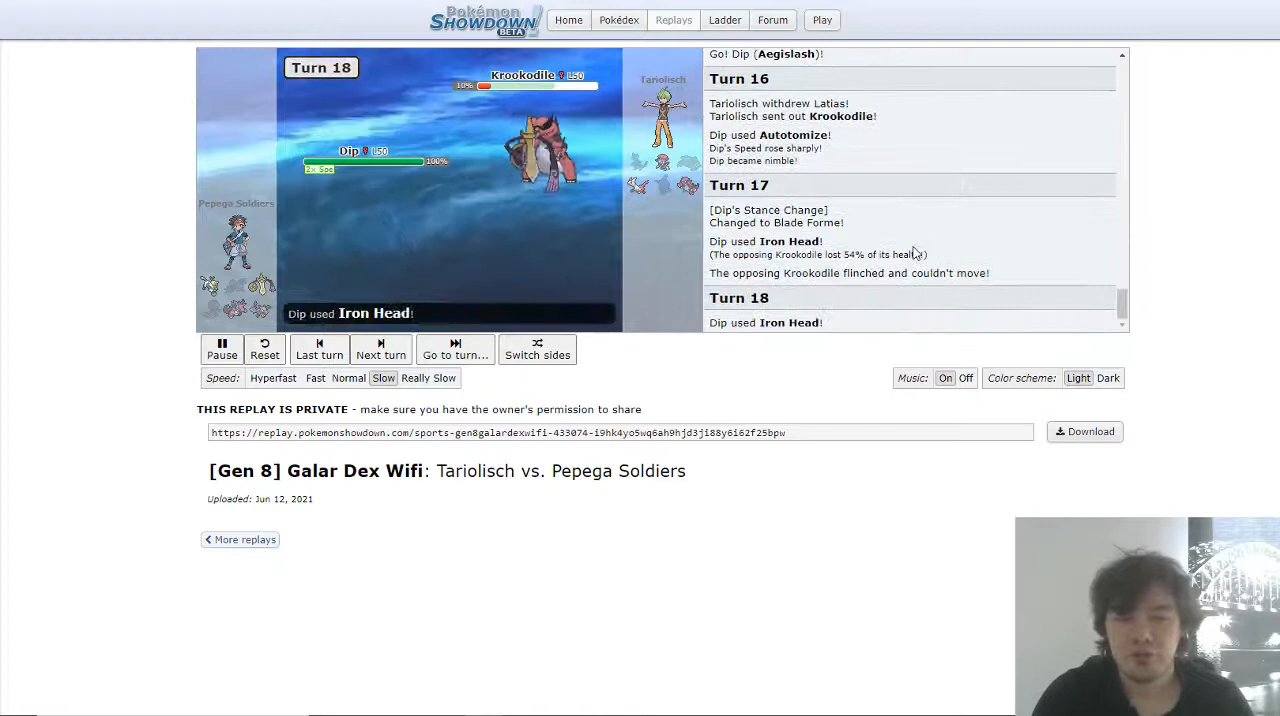 Pokémon
SHOWDOWN!
BETA
Home
Pokédex
Replays
Ladder
Forum
Play
Turn 18
Krookodile L50
10%
Dip L50
100%
2x Spe
Dip used Iron Head!
Pepega Soldiers
Tariolisch
Go! Dip (Aegislash)!
Turn 16
Tariolisch withdrew Latias!
Tariolisch sent out Krookodile!
Dip used Autotomize!
Dip's Speed rose sharply!
Dip became nimble!
Turn 17
[Dip's Stance Change]
Changed to Blade Forme!
Dip used Iron Head!
(The opposing Krookodile lost 54% of its health!)
The opposing Krookodile flinched and couldn't move!
Turn 18
Dip used Iron Head!
Pause
Reset
Last turn
Next turn
Go to turn...
Switch sides
Speed: Hyperfast Fast Normal Slow Really Slow
Music: On Off
Color scheme: Light Dark
THIS REPLAY IS PRIVATE - make sure you have the owner's permission to share
https://replay.pokemonshowdown.com/sports-gen8galardexwifi-433074-i9hk4yo5wq6ah9hjd3ji88y6i62f25bpw
Download
[Gen 8] Galar Dex Wifi: Tariolisch vs. Pepega Soldiers
Uploaded: Jun 12, 2021
More replays